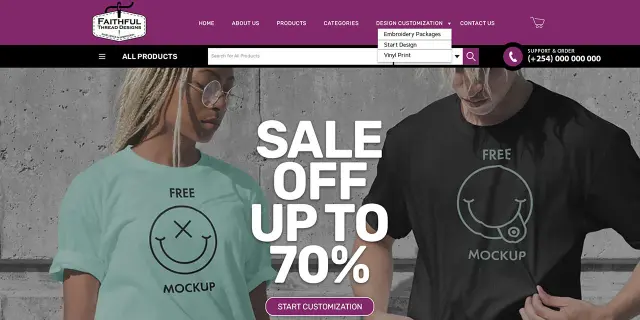 FAITHFUL
THREAD DESIGNS
HOME
ABOUT US
PRODUCTS
CATEGORIES
DESIGN CUSTOMIZATION
CONTACT US
Embroidery Packages
Start Design
Vinyl Print
ALL PRODUCTS
Search for All Products
SUPPORT & ORDER
(+254) 000 000 000
SALE
OFF
UP TO
70%
START CUSTOMIZATION
FREE
MOCKUP
FREE
MOCKUP